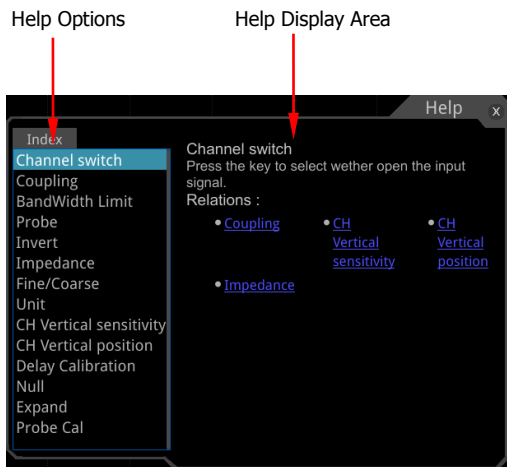 Help Options
Help Display Area
Help
x
Index
Channel switch
Coupling
BandWidth Limit
Probe
Invert
Impedance
Fine/Coarse
Unit
CH Vertical sensitivity
CH Vertical position
Delay Calibration
Null
Expand
Probe Cal
Channel switch
Press the key to select wether open the input
signal.
Relations :
• Coupling
• CH
Vertical
sensitivity
• CH
Vertical
position
• Impedance